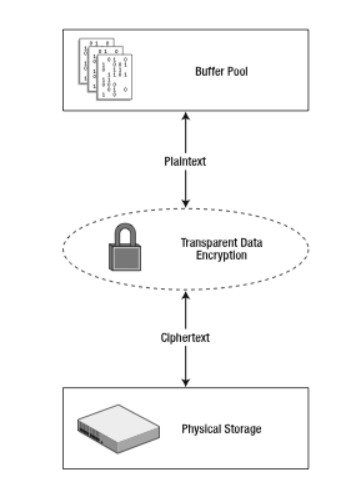 Buffer Pool
Plaintext
Transparent Data
Encryption
Ciphertext
Physical Storage